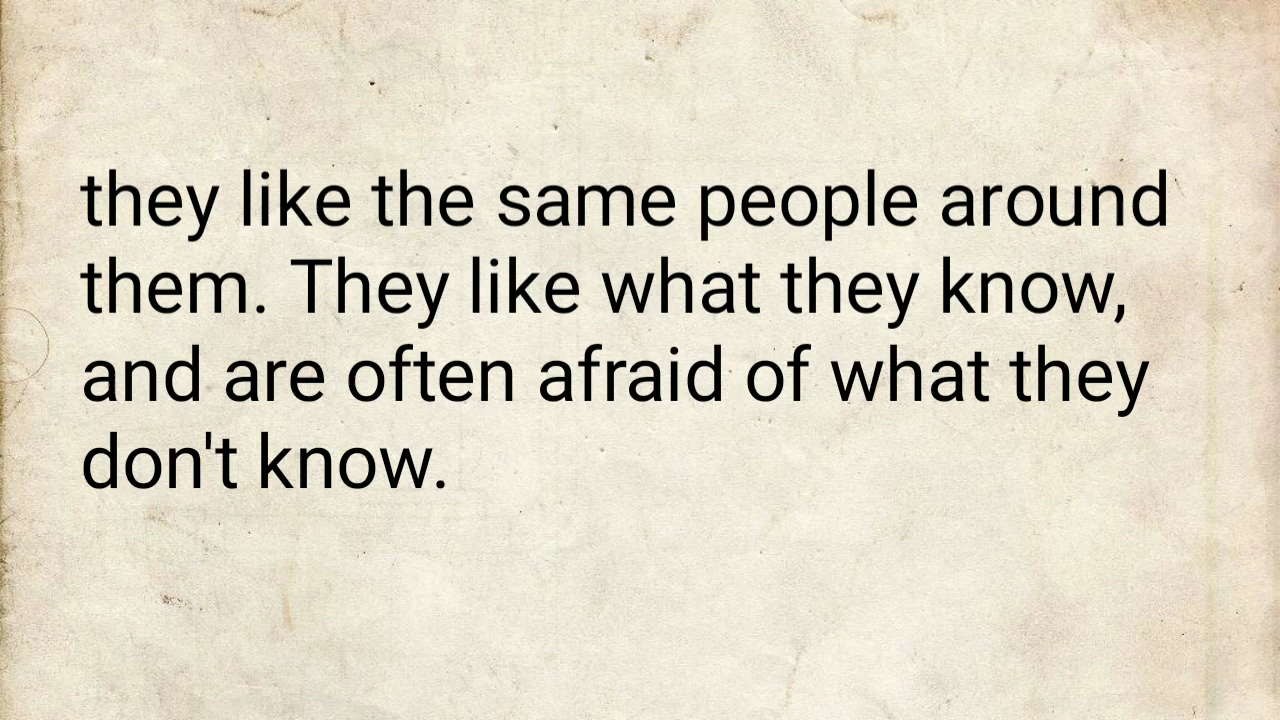 they like the same people around
them. They like what they know,
and are often afraid of what they
don't know.